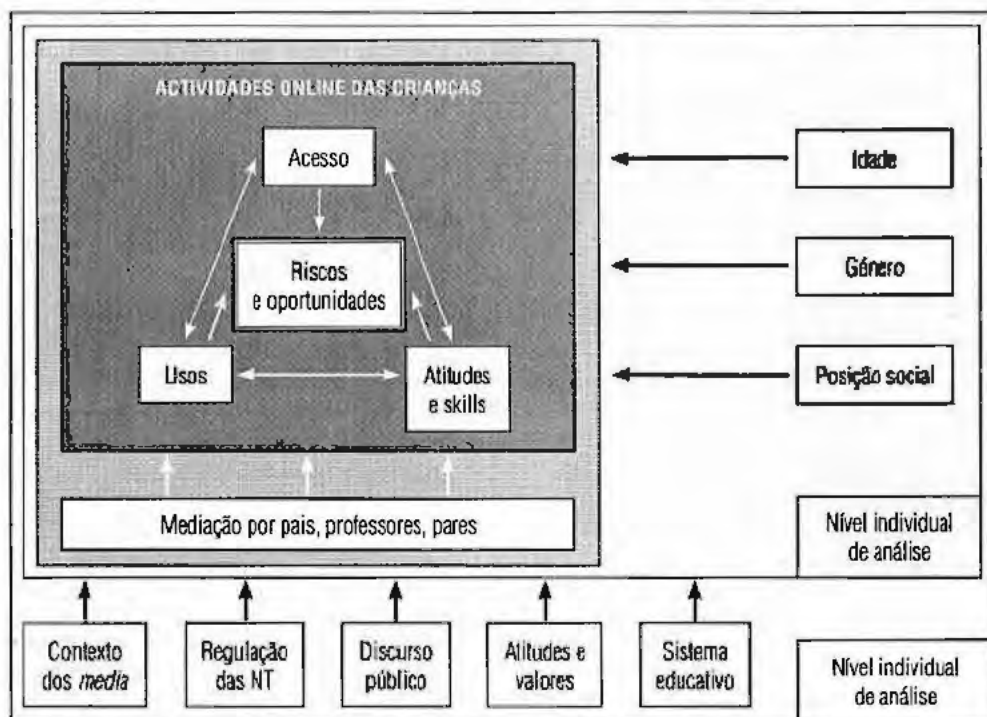 ACTIVIDADES ONLINE DAS CRIANÇAS
Acesso
Riscos
e oportunidades
Usos
Atitudes
e skills
Mediação por pais, professores, pares
Idade
Género
Posição social
Nível individual
de análise
Contexto
dos media
Regulação
das NT
Discurso
público
Atitudes e
valores
Sistema
educativo
Nível individual
de análise